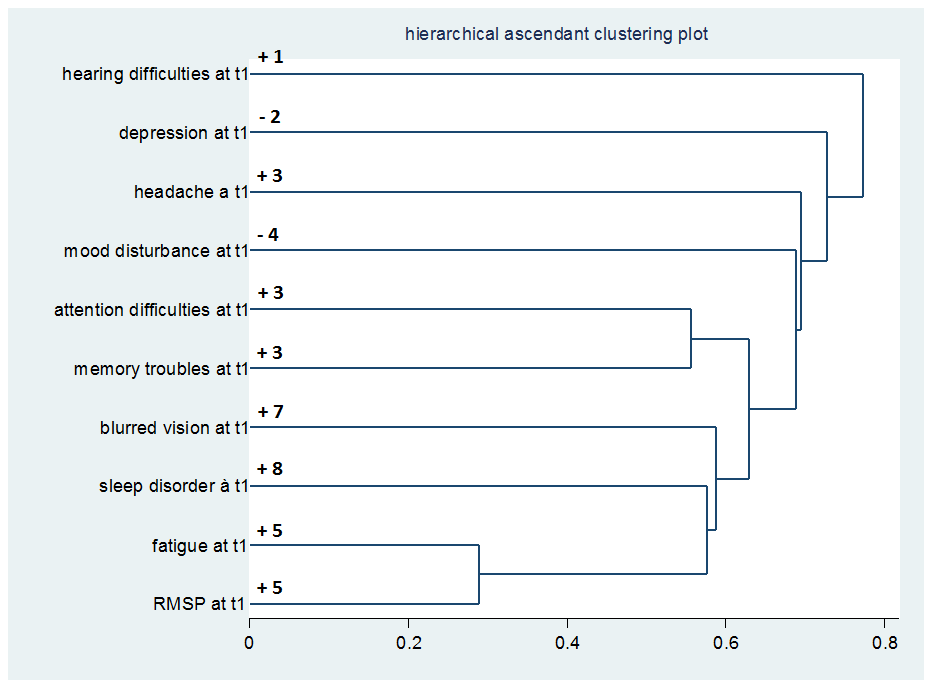 hierarchical ascendant clustering plot
+ 1
hearing difficulties at t1
- 2
depression at t1
+ 3
headache a t1
- 4
mood disturbance at t1
+ 3
attention difficulties at t1
+ 3
memory troubles at t1
+ 7
blurred vision at t1
+ 8
sleep disorder à t1
+ 5
fatigue at t1
+ 5
RMSP at t1
0 0.2 0.4 0.6 0.8